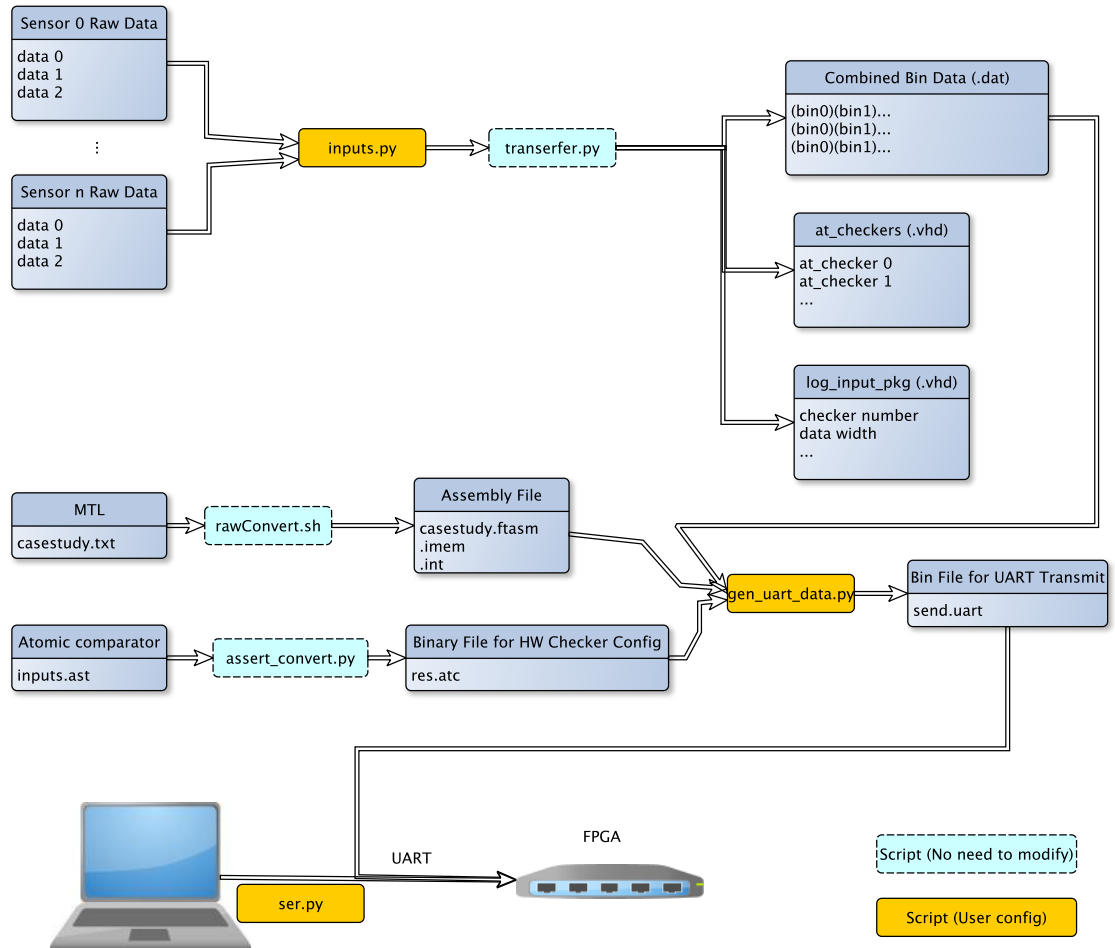 Sensor 0 Raw Data
data 0
data 1
data 2
...
Sensor n Raw Data
data 0
data 1
data 2
inputs.py
transerfer.py
Combined Bin Data (.dat)
(bin0)(bin1)...
(bin0)(bin1)...
(bin0)(bin1)...
at_checkers (.vhd)
at_checker 0
at_checker 1
...
log_input_pkg (.vhd)
checker number
data width
...
MTL
casestudy.txt
rawConvert.sh
Assembly File
casestudy.ftasm
.imem
.int
Atomic comparator
inputs.ast
assert_convert.py
Binary File for HW Checker Config
res.atc
gen_uart_data.py
Bin File for UART Transmit
send.uart
ser.py
UART
FPGA
Script (No need to modify)
Script (User config)